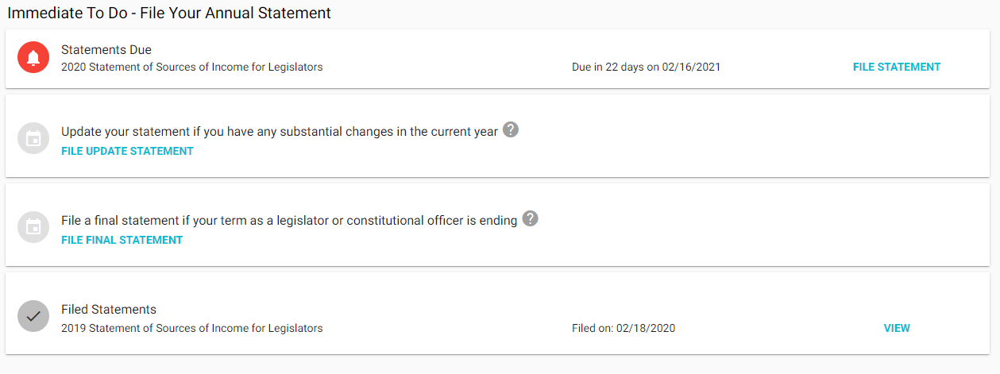 Immediate To Do - File Your Annual Statement
Statements Due
2020 Statement of Sources of Income for Legislators
Due in 22 days on 02/16/2021
FILE STATEMENT
Update your statement if you have any substantial changes in the current year ?
FILE UPDATE STATEMENT
File a final statement if your term as a legislator or constitutional officer is ending ?
FILE FINAL STATEMENT
Filed Statements
2019 Statement of Sources of Income for Legislators
Filed on: 02/18/2020
VIEW